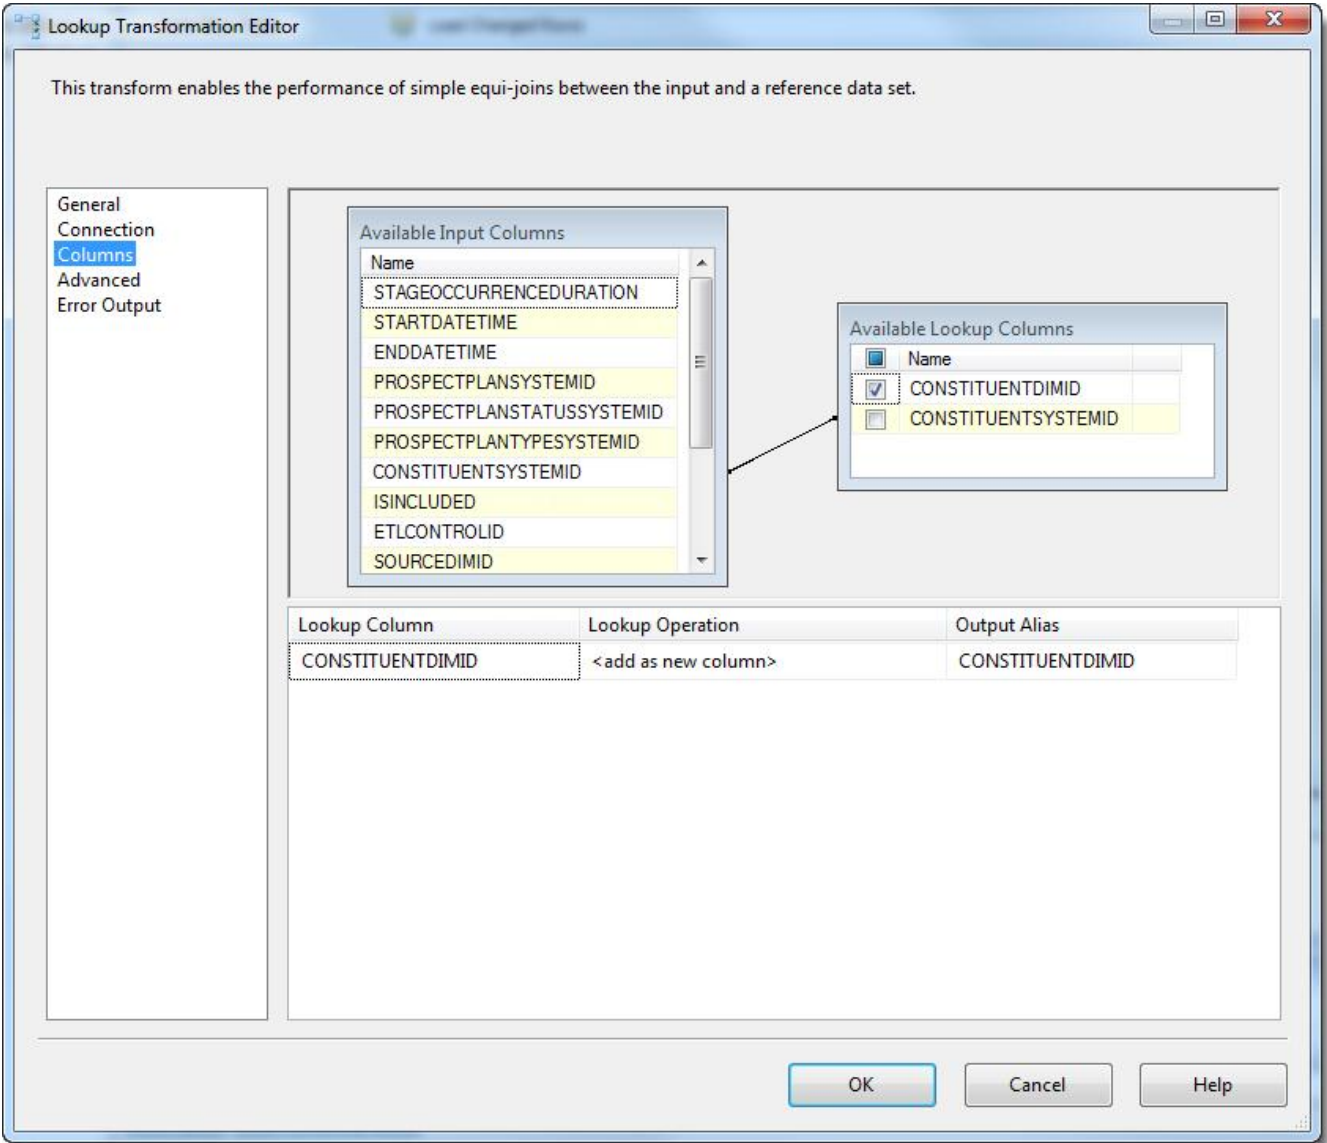 Lookup Transformation Editor
This transform enables the performance of simple equi-joins between the input and a reference data set.
General
Connection
Columns
Advanced
Error Output
Available Input Columns
Name
STAGEOCCURRENCEDURATION
STARTDATETIME
ENDDATETIME
PROSPECTPLANSYSTEMID
PROSPECTPLANSTATUSSYSTEMID
PROSPECTPLANTYPESYSTEMID
CONSTITUENTSYSTEMID
ISINCLUDED
ETLCONTROLID
SOURCEDIMID
Available Lookup Columns
Name
CONSTITUENTDIMID
CONSTITUENTSYSTEMID
Lookup Column Lookup Operation Output Alias
CONSTITUENTDIMID <add as new column> CONSTITUENTDIMID
OK Cancel Help